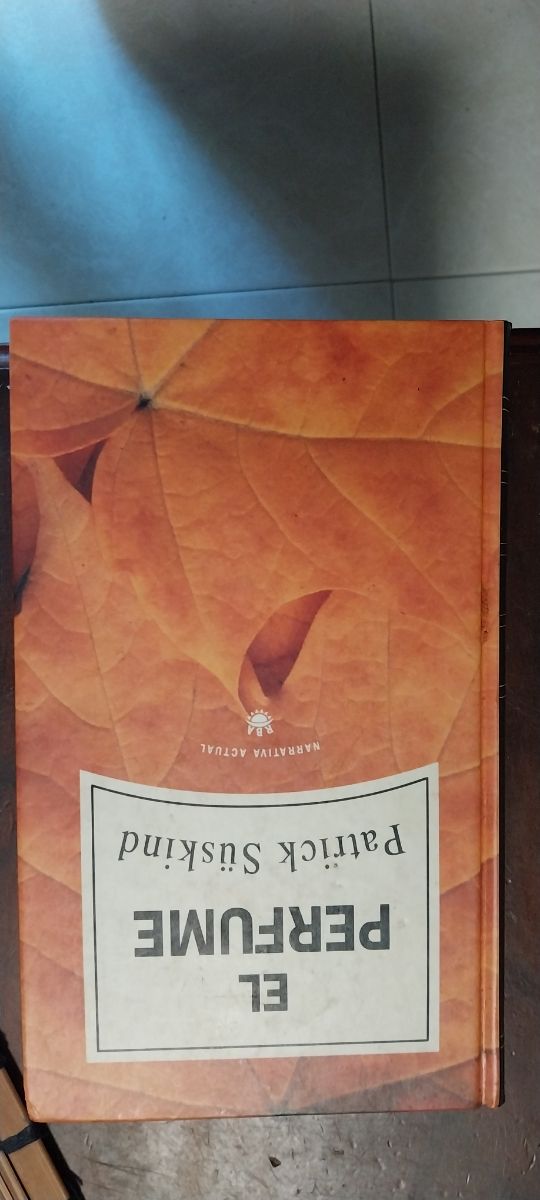 EL
PERFUME
Patrick Süskind
NARRATIVA ACTUAL
RBA